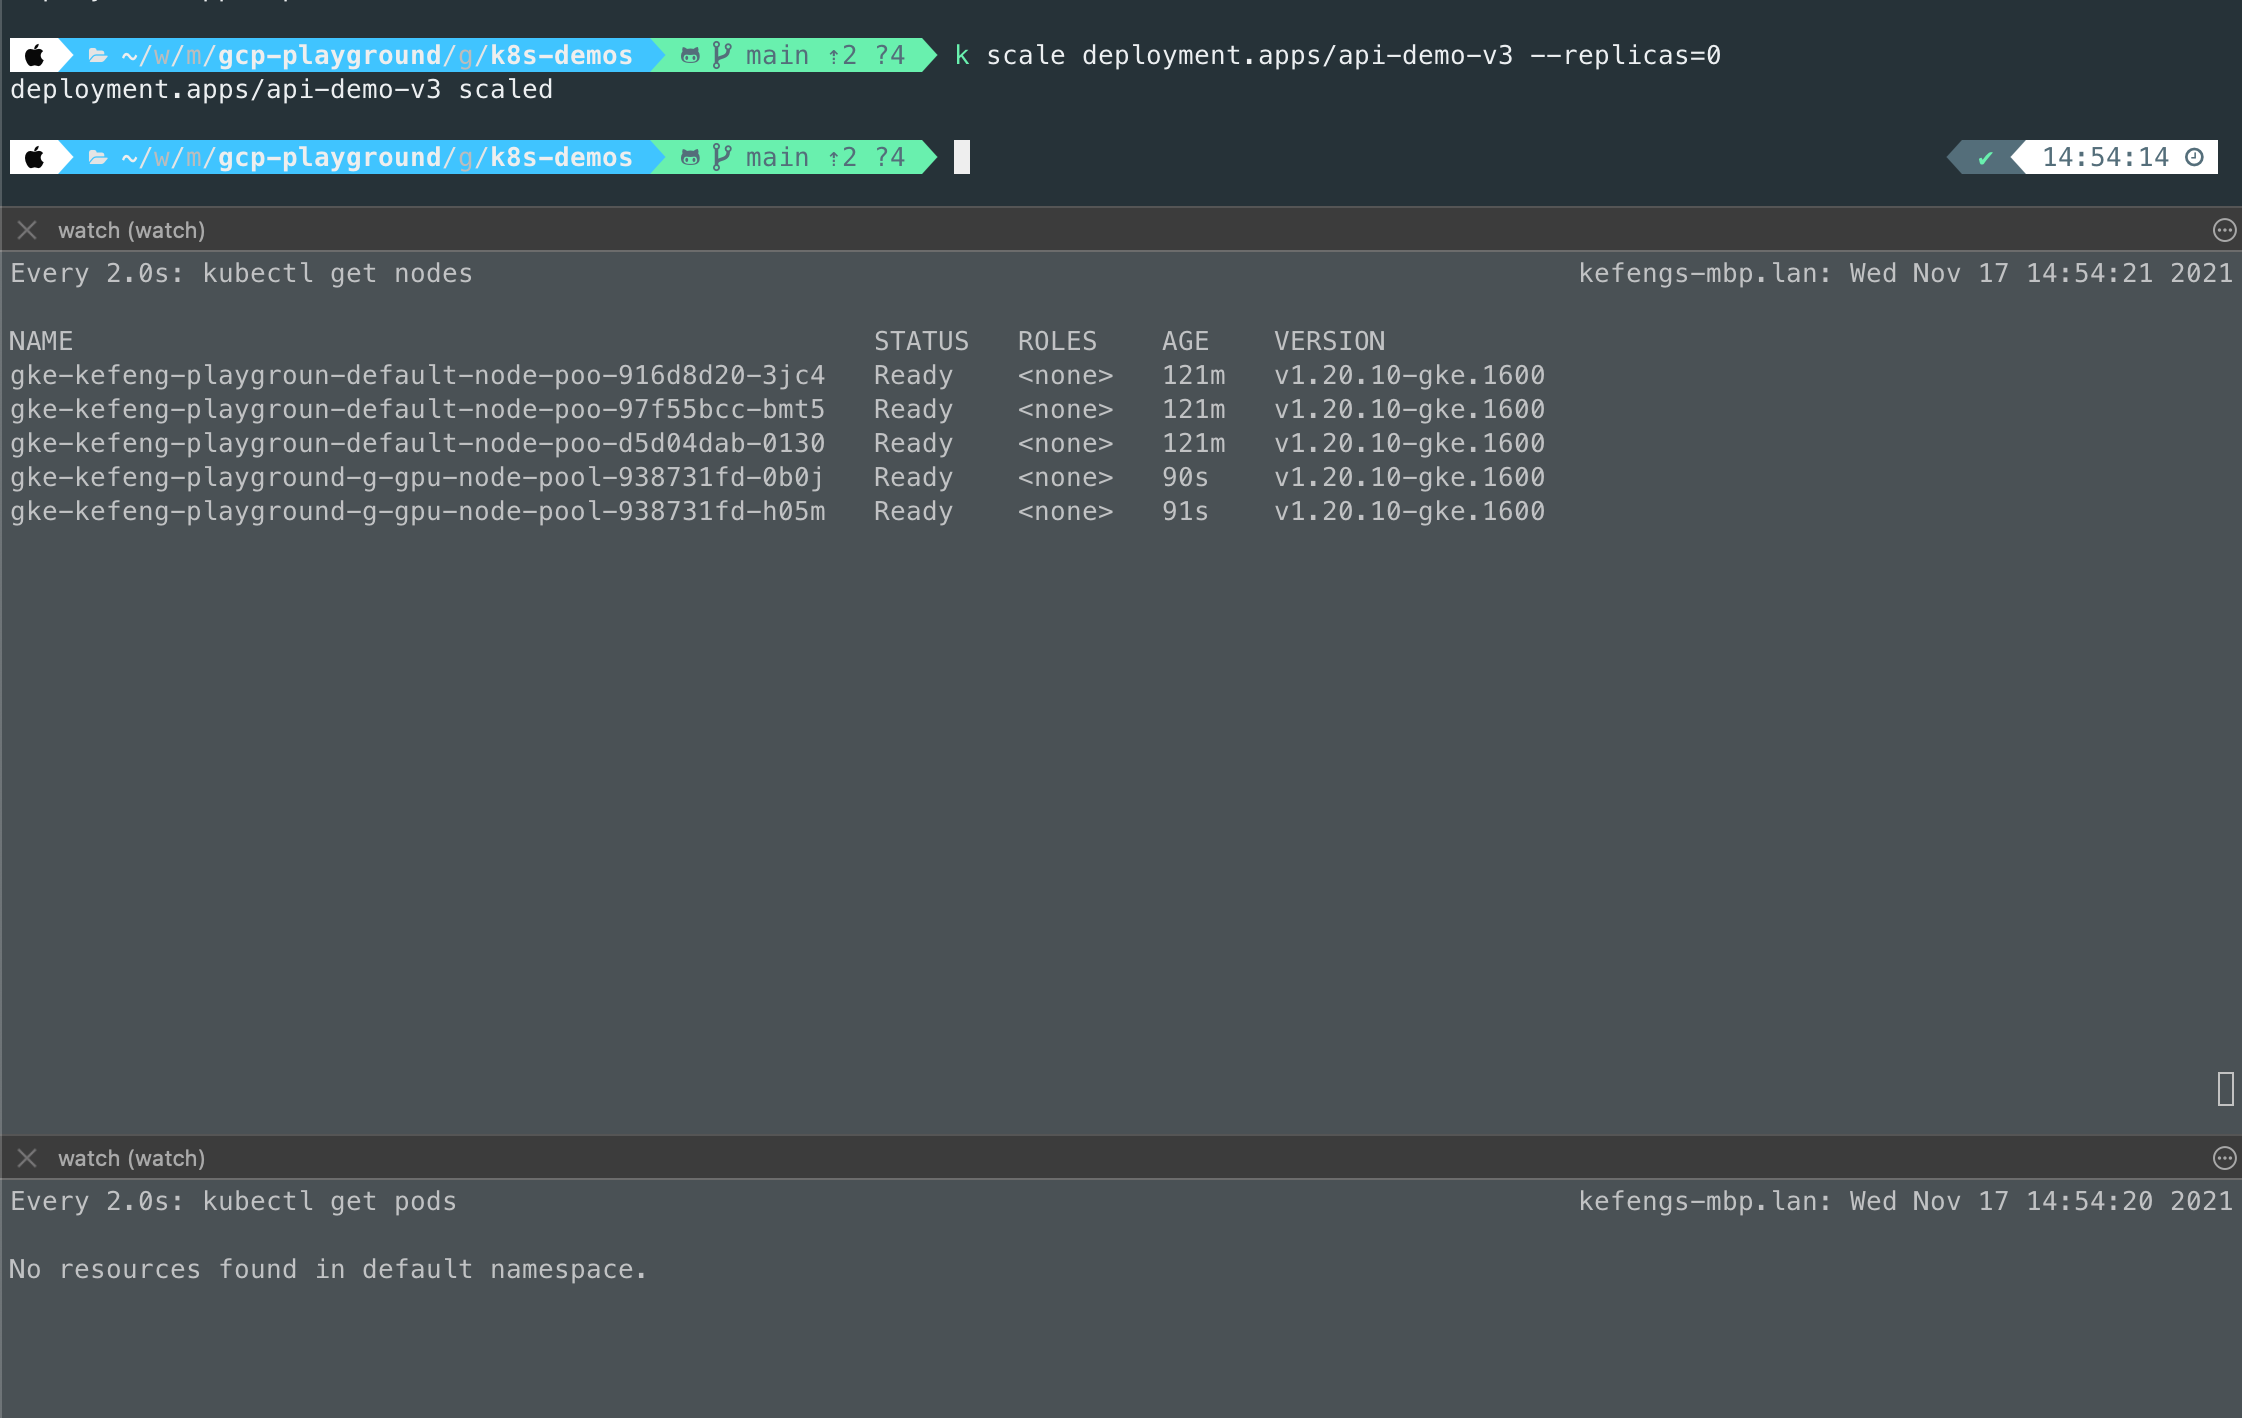 ~/w/m/gcp-playground/g/k8s-demos main ⇡2 ?4 k scale deployment.apps/api-demo-v3 --replicas=0
deployment.apps/api-demo-v3 scaled
~/w/m/gcp-playground/g/k8s-demos main ⇡2 ?4 ✔ 14:54:14
watch (watch)
Every 2.0s: kubectl get nodes kefengs-mbp.lan: Wed Nov 17 14:54:21 2021
NAME STATUS ROLES AGE VERSION
gke-kefeng-playgroun-default-node-poo-916d8d20-3jc4 Ready <none> 121m v1.20.10-gke.1600
gke-kefeng-playgroun-default-node-poo-97f55bcc-bmt5 Ready <none> 121m v1.20.10-gke.1600
gke-kefeng-playgroun-default-node-poo-d5d04dab-0130 Ready <none> 121m v1.20.10-gke.1600
gke-kefeng-playground-g-gpu-node-pool-938731fd-0b0j Ready <none> 90s v1.20.10-gke.1600
gke-kefeng-playground-g-gpu-node-pool-938731fd-h05m Ready <none> 91s v1.20.10-gke.1600
watch (watch)
Every 2.0s: kubectl get pods kefengs-mbp.lan: Wed Nov 17 14:54:20 2021
No resources found in default namespace.